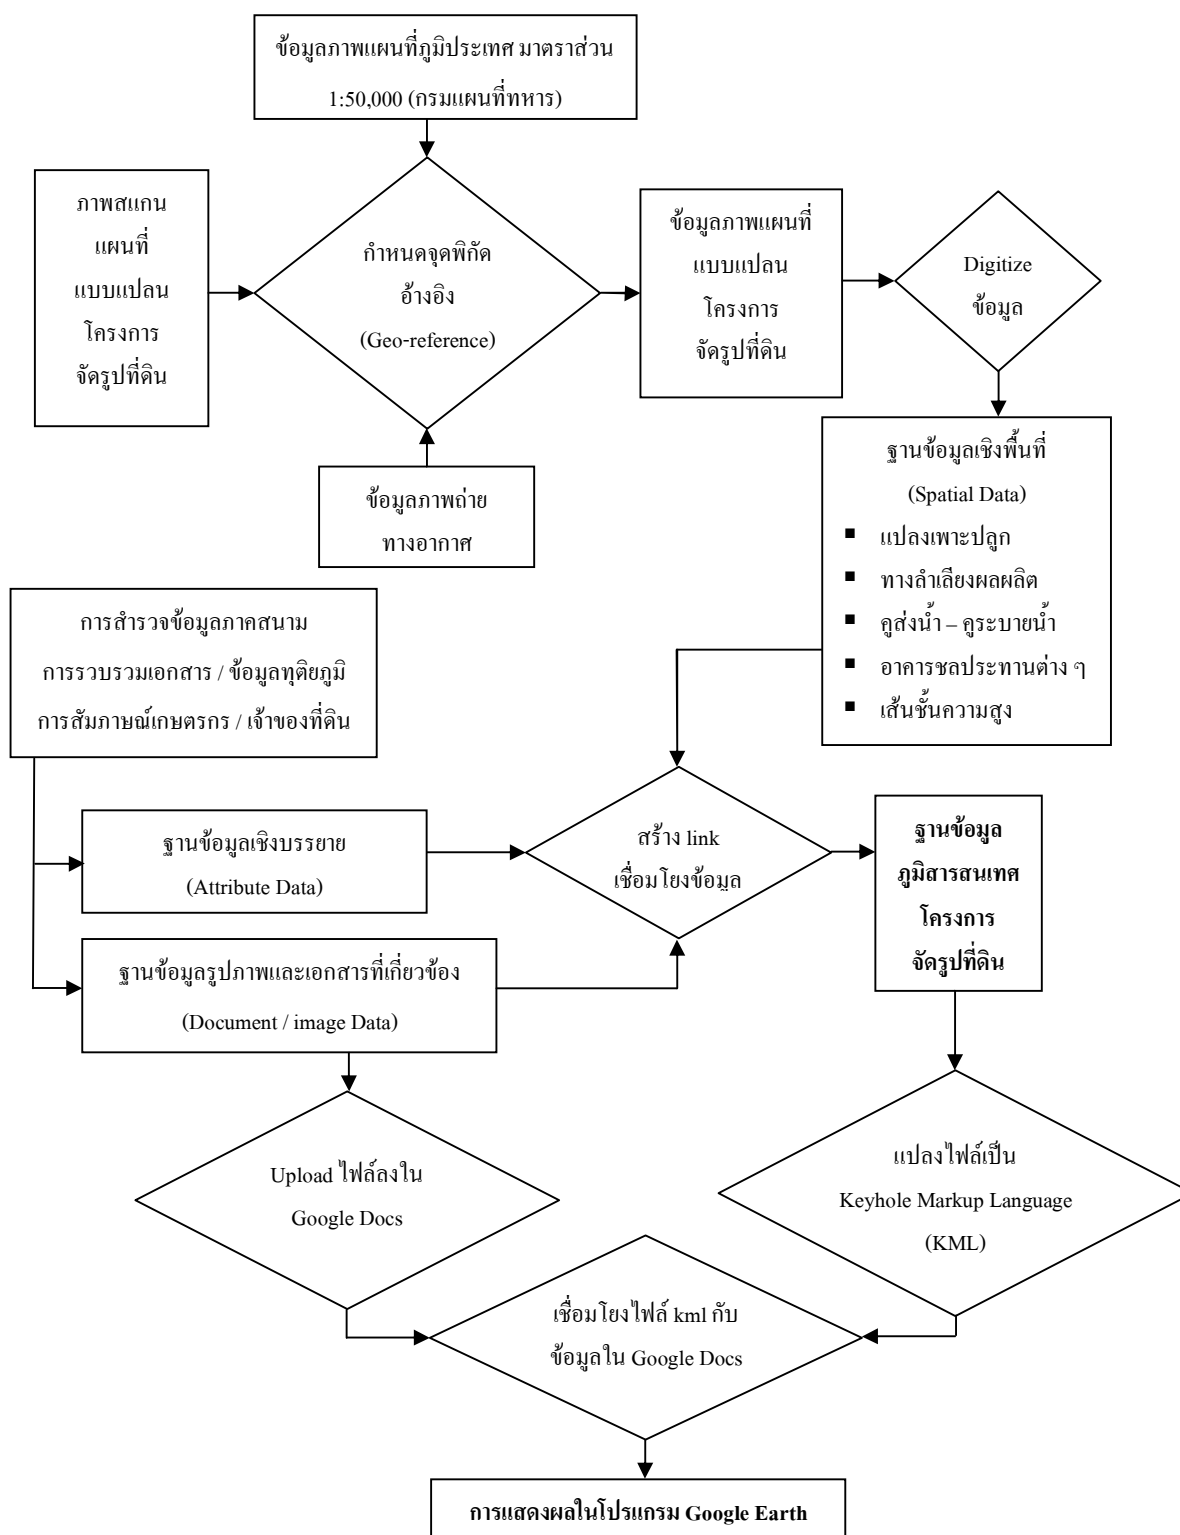 ข้อมูลภาพแผนที่ภูมิประเทศ มาตราส่วน
1:50,000 (กรมแผนที่ทหาร)
ภาพสแกน
แผนที่
แบบแปลน
โครงการ
จัดรูปที่ดิน
กำหนดจุดพิกัด
อ้างอิง
(Geo-reference)
ข้อมูลภาพแผนที่
แบบแปลน
โครงการ
จัดรูปที่ดิน
Digitize
ข้อมูล
ข้อมูลภาพถ่าย
ทางอากาศ
ฐานข้อมูลเชิงพื้นที่
(Spatial Data)
▪ แปลงเพาะปลูก
▪ ทางลำเลียงผลผลิต
▪ คูส่งน้ำ – คูระบายน้ำ
▪ อาคารชลประทานต่าง ๆ
▪ เส้นชั้นความสูง
การสำรวจข้อมูลภาคสนาม
การรวบรวมเอกสาร / ข้อมูลทุติยภูมิ
การสัมภาษณ์เกษตรกร / เจ้าของที่ดิน
ฐานข้อมูลเชิงบรรยาย
(Attribute Data)
สร้าง link
เชื่อมโยงข้อมูล
ฐานข้อมูล
ภูมิสารสนเทศ
โครงการ
จัดรูปที่ดิน
ฐานข้อมูลรูปภาพและเอกสารที่เกี่ยวข้อง
(Document / image Data)
Upload ไฟล์ลงใน
Google Docs
แปลงไฟล์เป็น
Keyhole Markup Language
(KML)
เชื่อมโยงไฟล์ kml กับ
ข้อมูลใน Google Docs
การแสดงผลในโปรแกรม Google Earth